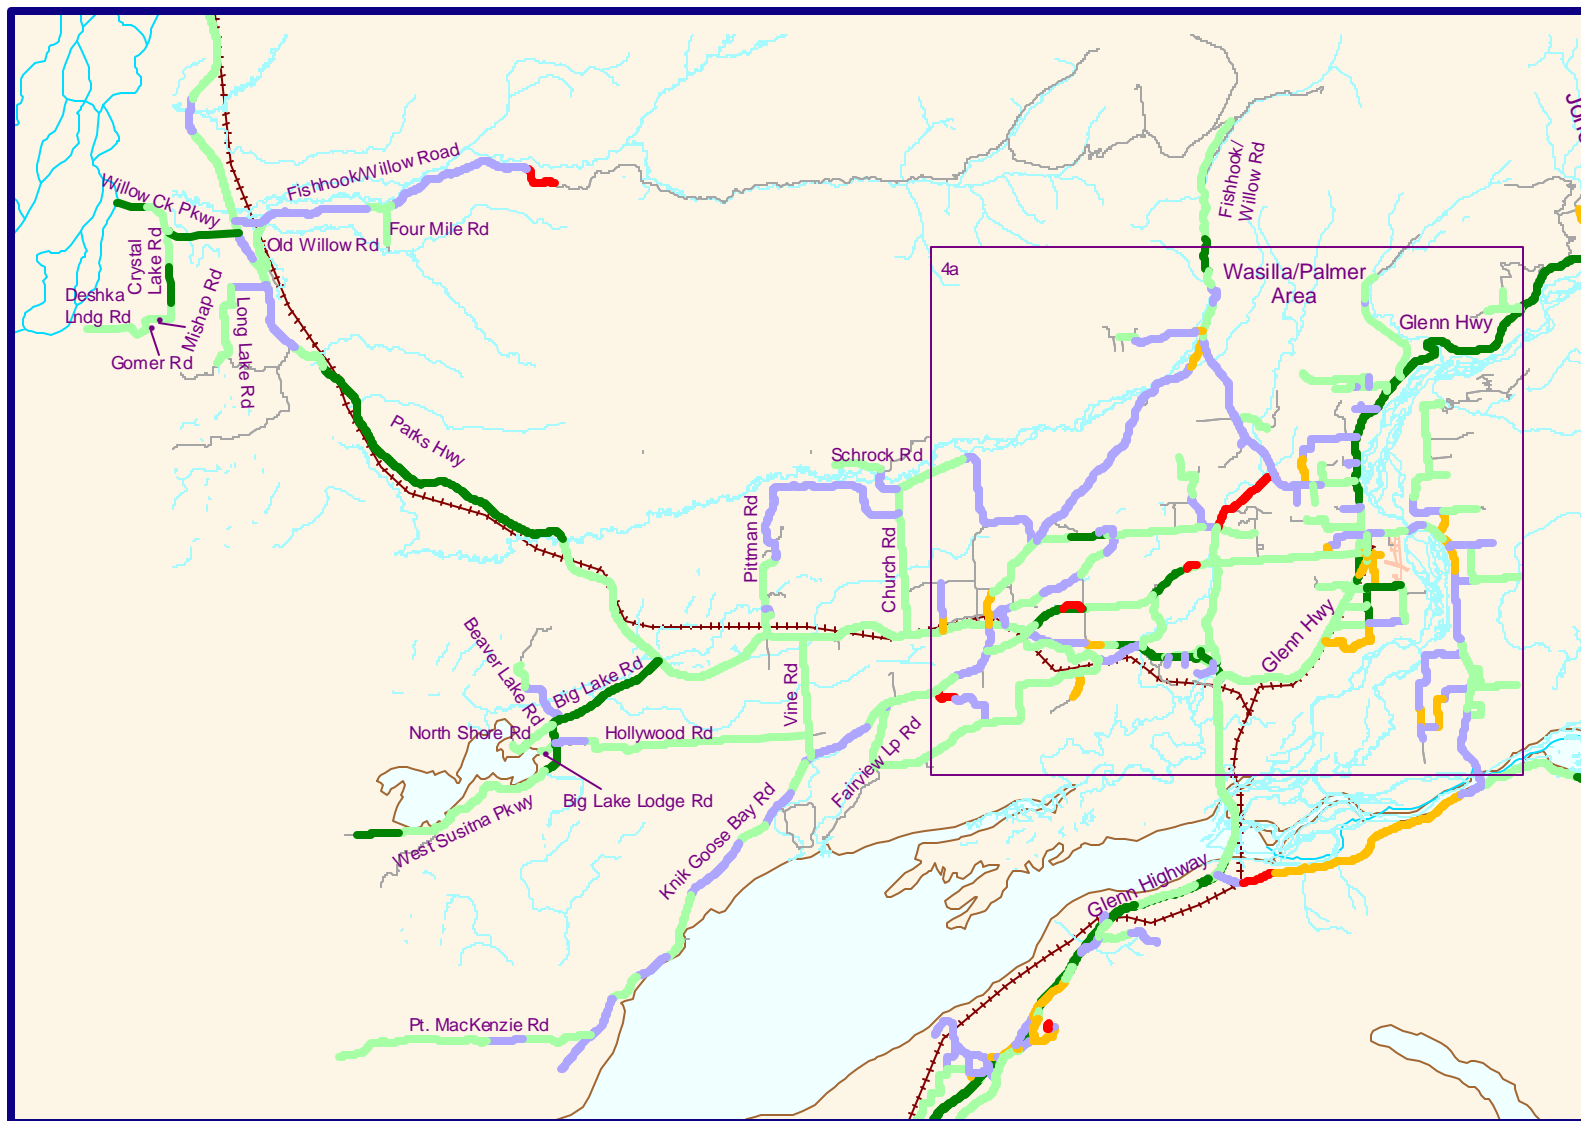 Fishhook/Willow Road
Willow Ck Pkwy
Four Mile Rd
Old Willow Rd
Crystal
Lake Rd
Deshka
Lndg Rd
Mishap Rd
Gomer Rd
Long Lake Rd
Parks Hwy
Fishhook/
Willow Rd
4a
Wasilla/Palmer
Area
Glenn Hwy
Schrock Rd
Pittman Rd
Church Rd
Glenn Hwy
Beaver Lake Rd
Big Lake Rd
North Shore Rd
Hollywood Rd
Vine Rd
Fairview Lp Rd
Big Lake Lodge Rd
West Susitna Pkwy
Knik Goose Bay Rd
Glenn Highway
Pt. MacKenzie Rd